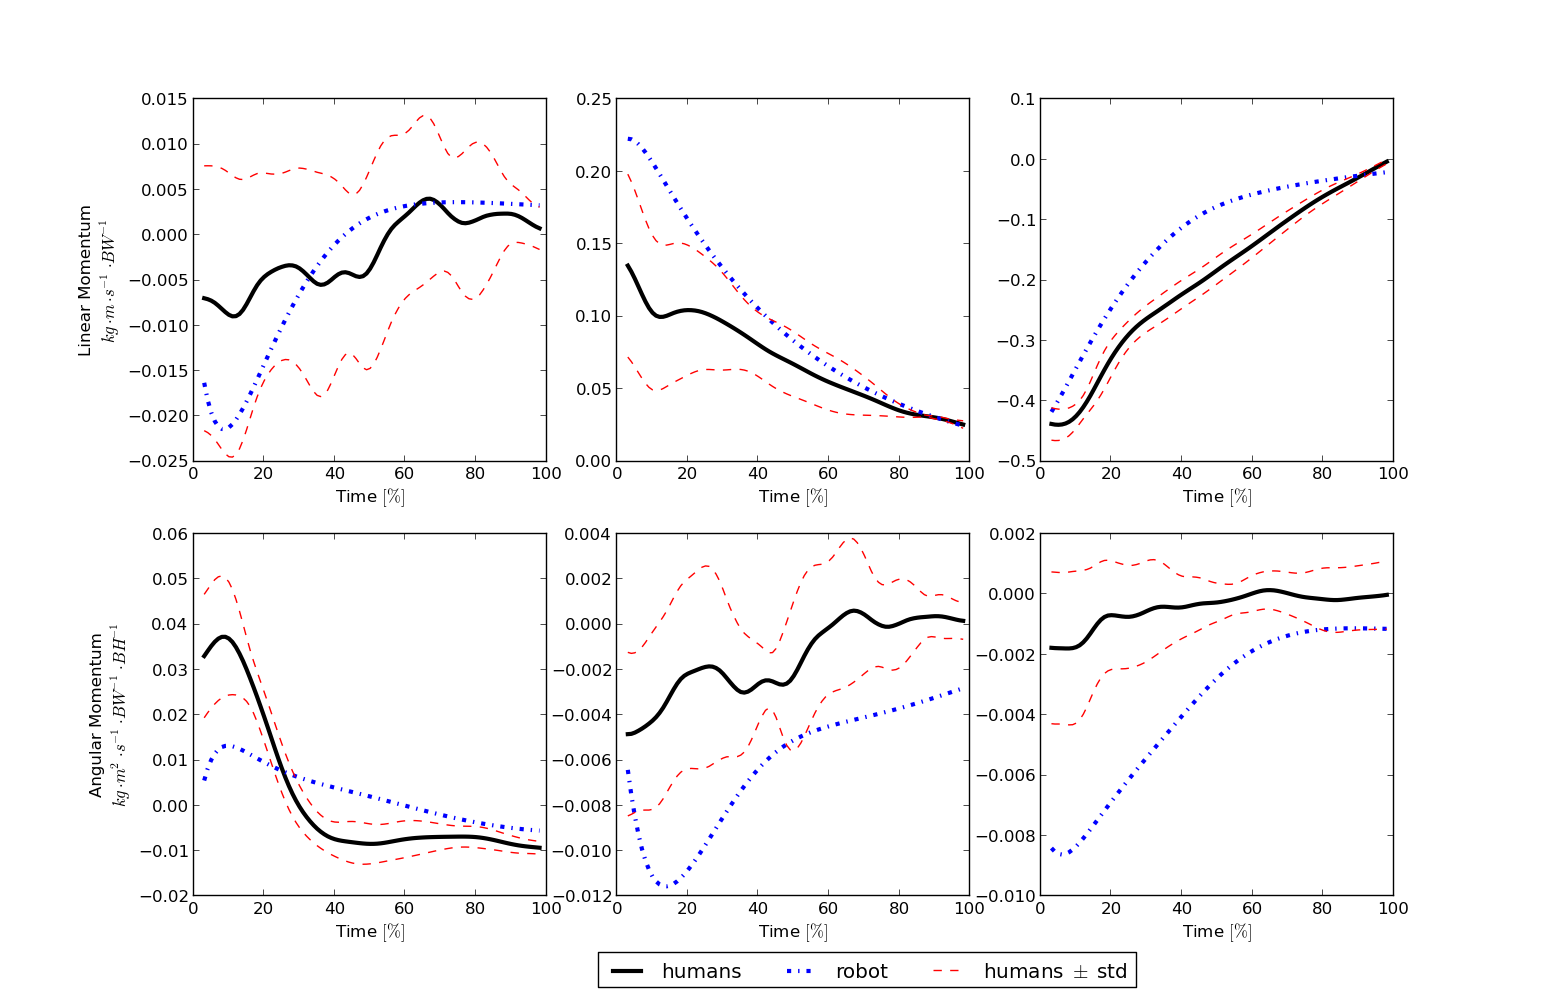 0.015
0.010
0.005
0.000
−0.005
−0.010
−0.015
−0.020
−0.025
0 20 40 60 80 100
Time [%]
Linear Momentum
kg·m·s⁻¹·BW⁻¹
0.25
0.20
0.15
0.10
0.05
0.00
0 20 40 60 80 100
Time [%]
0.1
0.0
−0.1
−0.2
−0.3
−0.4
−0.5
0 20 40 60 80 100
Time [%]
0.06
0.05
0.04
0.03
0.02
0.01
0.00
−0.01
−0.02
0 20 40 60 80 100
Time [%]
Angular Momentum
kg·m²·s⁻¹·BW⁻¹·BH⁻¹
0.004
0.002
0.000
−0.002
−0.004
−0.006
−0.008
−0.010
−0.012
0 20 40 60 80 100
Time [%]
0.002
0.000
−0.002
−0.004
−0.006
−0.008
−0.010
0 20 40 60 80 100
Time [%]
humans robot humans ± std